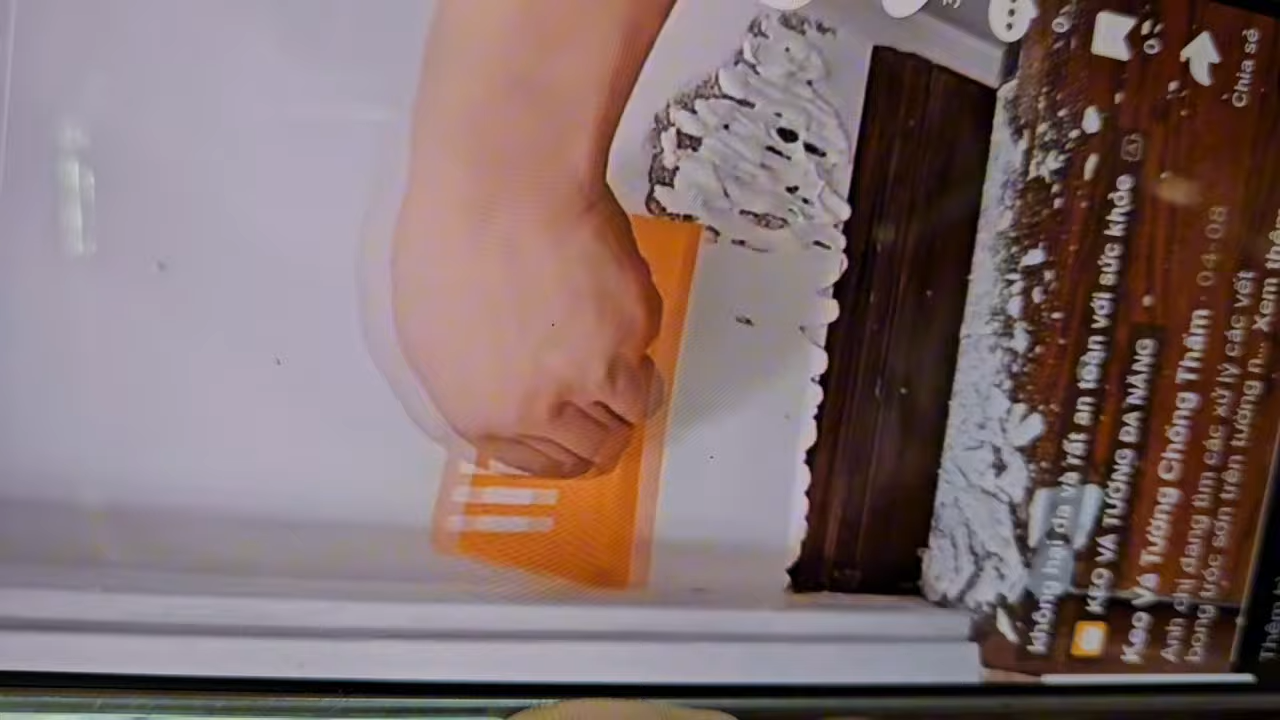 Chia sẻ
không hại da và rất an toàn với sức khỏe
KEO VÁ TƯỜNG ĐA NĂNG
Keo Vá Tường Chống Thấm · 04-08
Anh chị đang tìm các xử lý các vết
bong tróc sơn trên tường n... Xem thêm